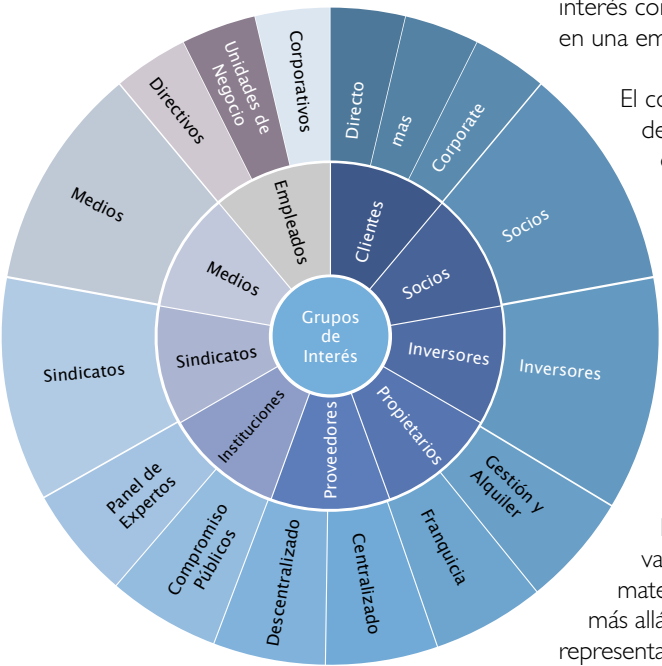 interés con
en una em
El co
de
Grupos
de
Interés
Clientes
Socios
Inversores
Propietarios
Proveedores
Instituciones
Sindicatos
Medios
Empleados
Directo
mas
Corporate
Socios
Inversores
Gestión y
Alquiler
Franquicia
Centralizado
Descentralizado
Compromiso
Públicos
Panel de
Expertos
Sindicatos
Medios
Directivos
Unidades de
Negocio
Corporativos
va
mate
más allá
representa